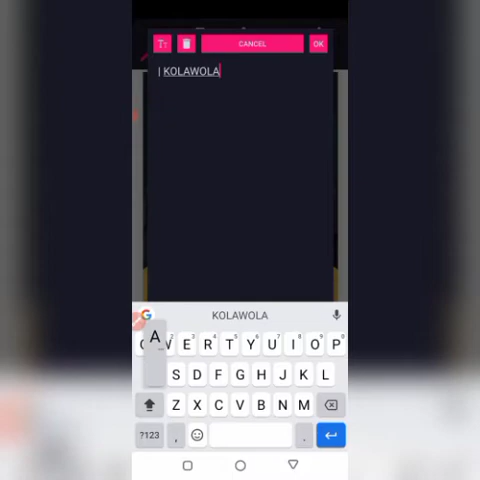 CANCEL OK
| KOLAWOLA
KOLAWOLA
W E R T Y U I O P
A S D F G H J K L
Z X C V B N M
?123 , .